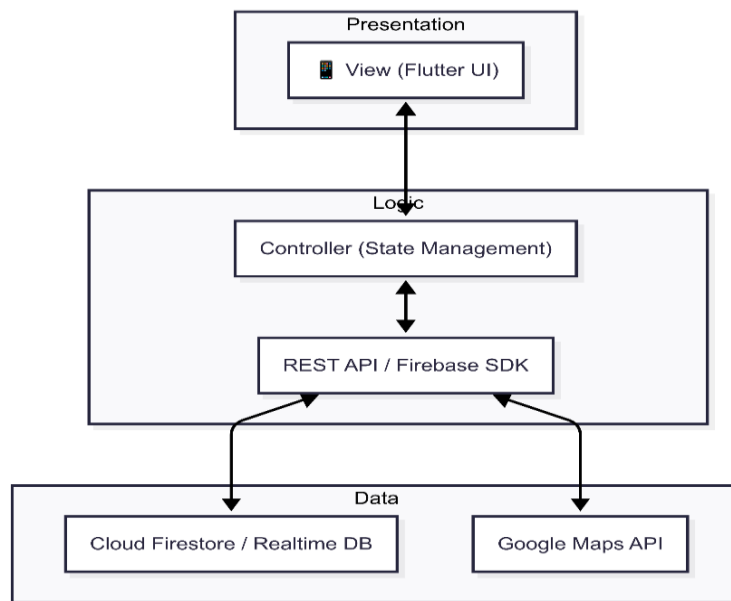 Presentation
📱 View (Flutter UI)
Logic
Controller (State Management)
REST API / Firebase SDK
Data
Cloud Firestore / Realtime DB
Google Maps API